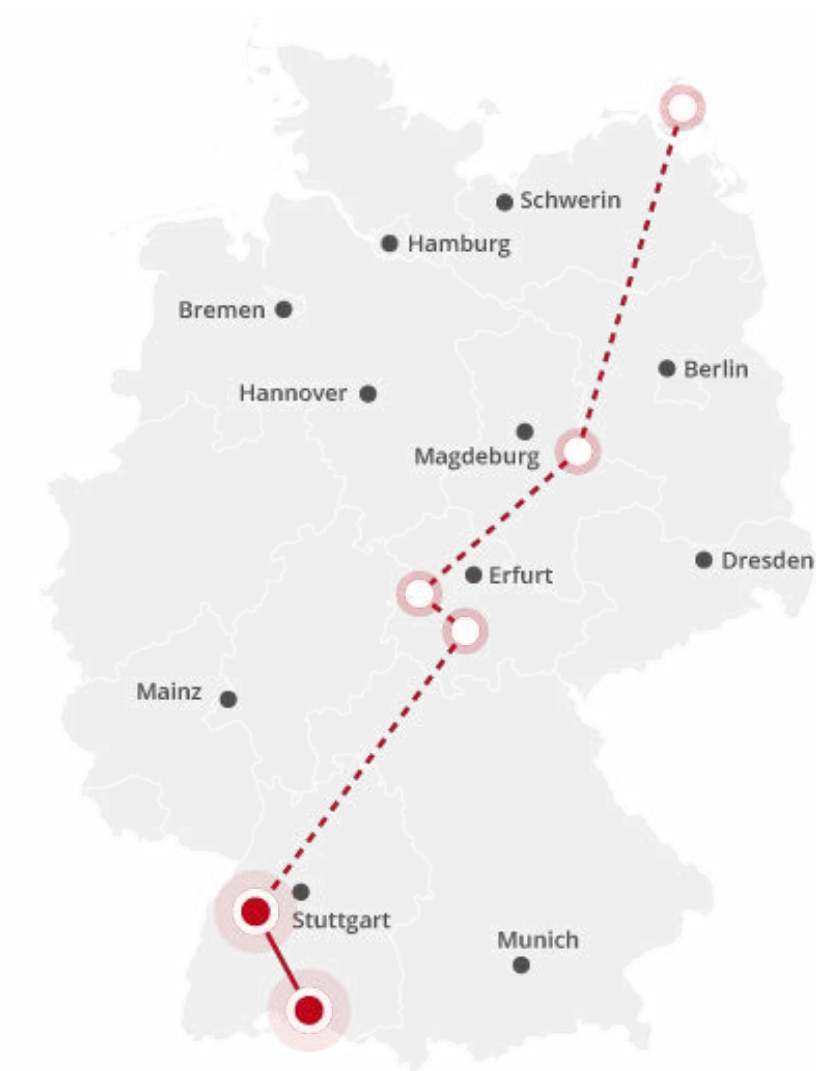 Schwerin
Hamburg
Bremen
Berlin
Hannover
Magdeburg
Dresden
Erfurt
Mainz
Stuttgart
Munich